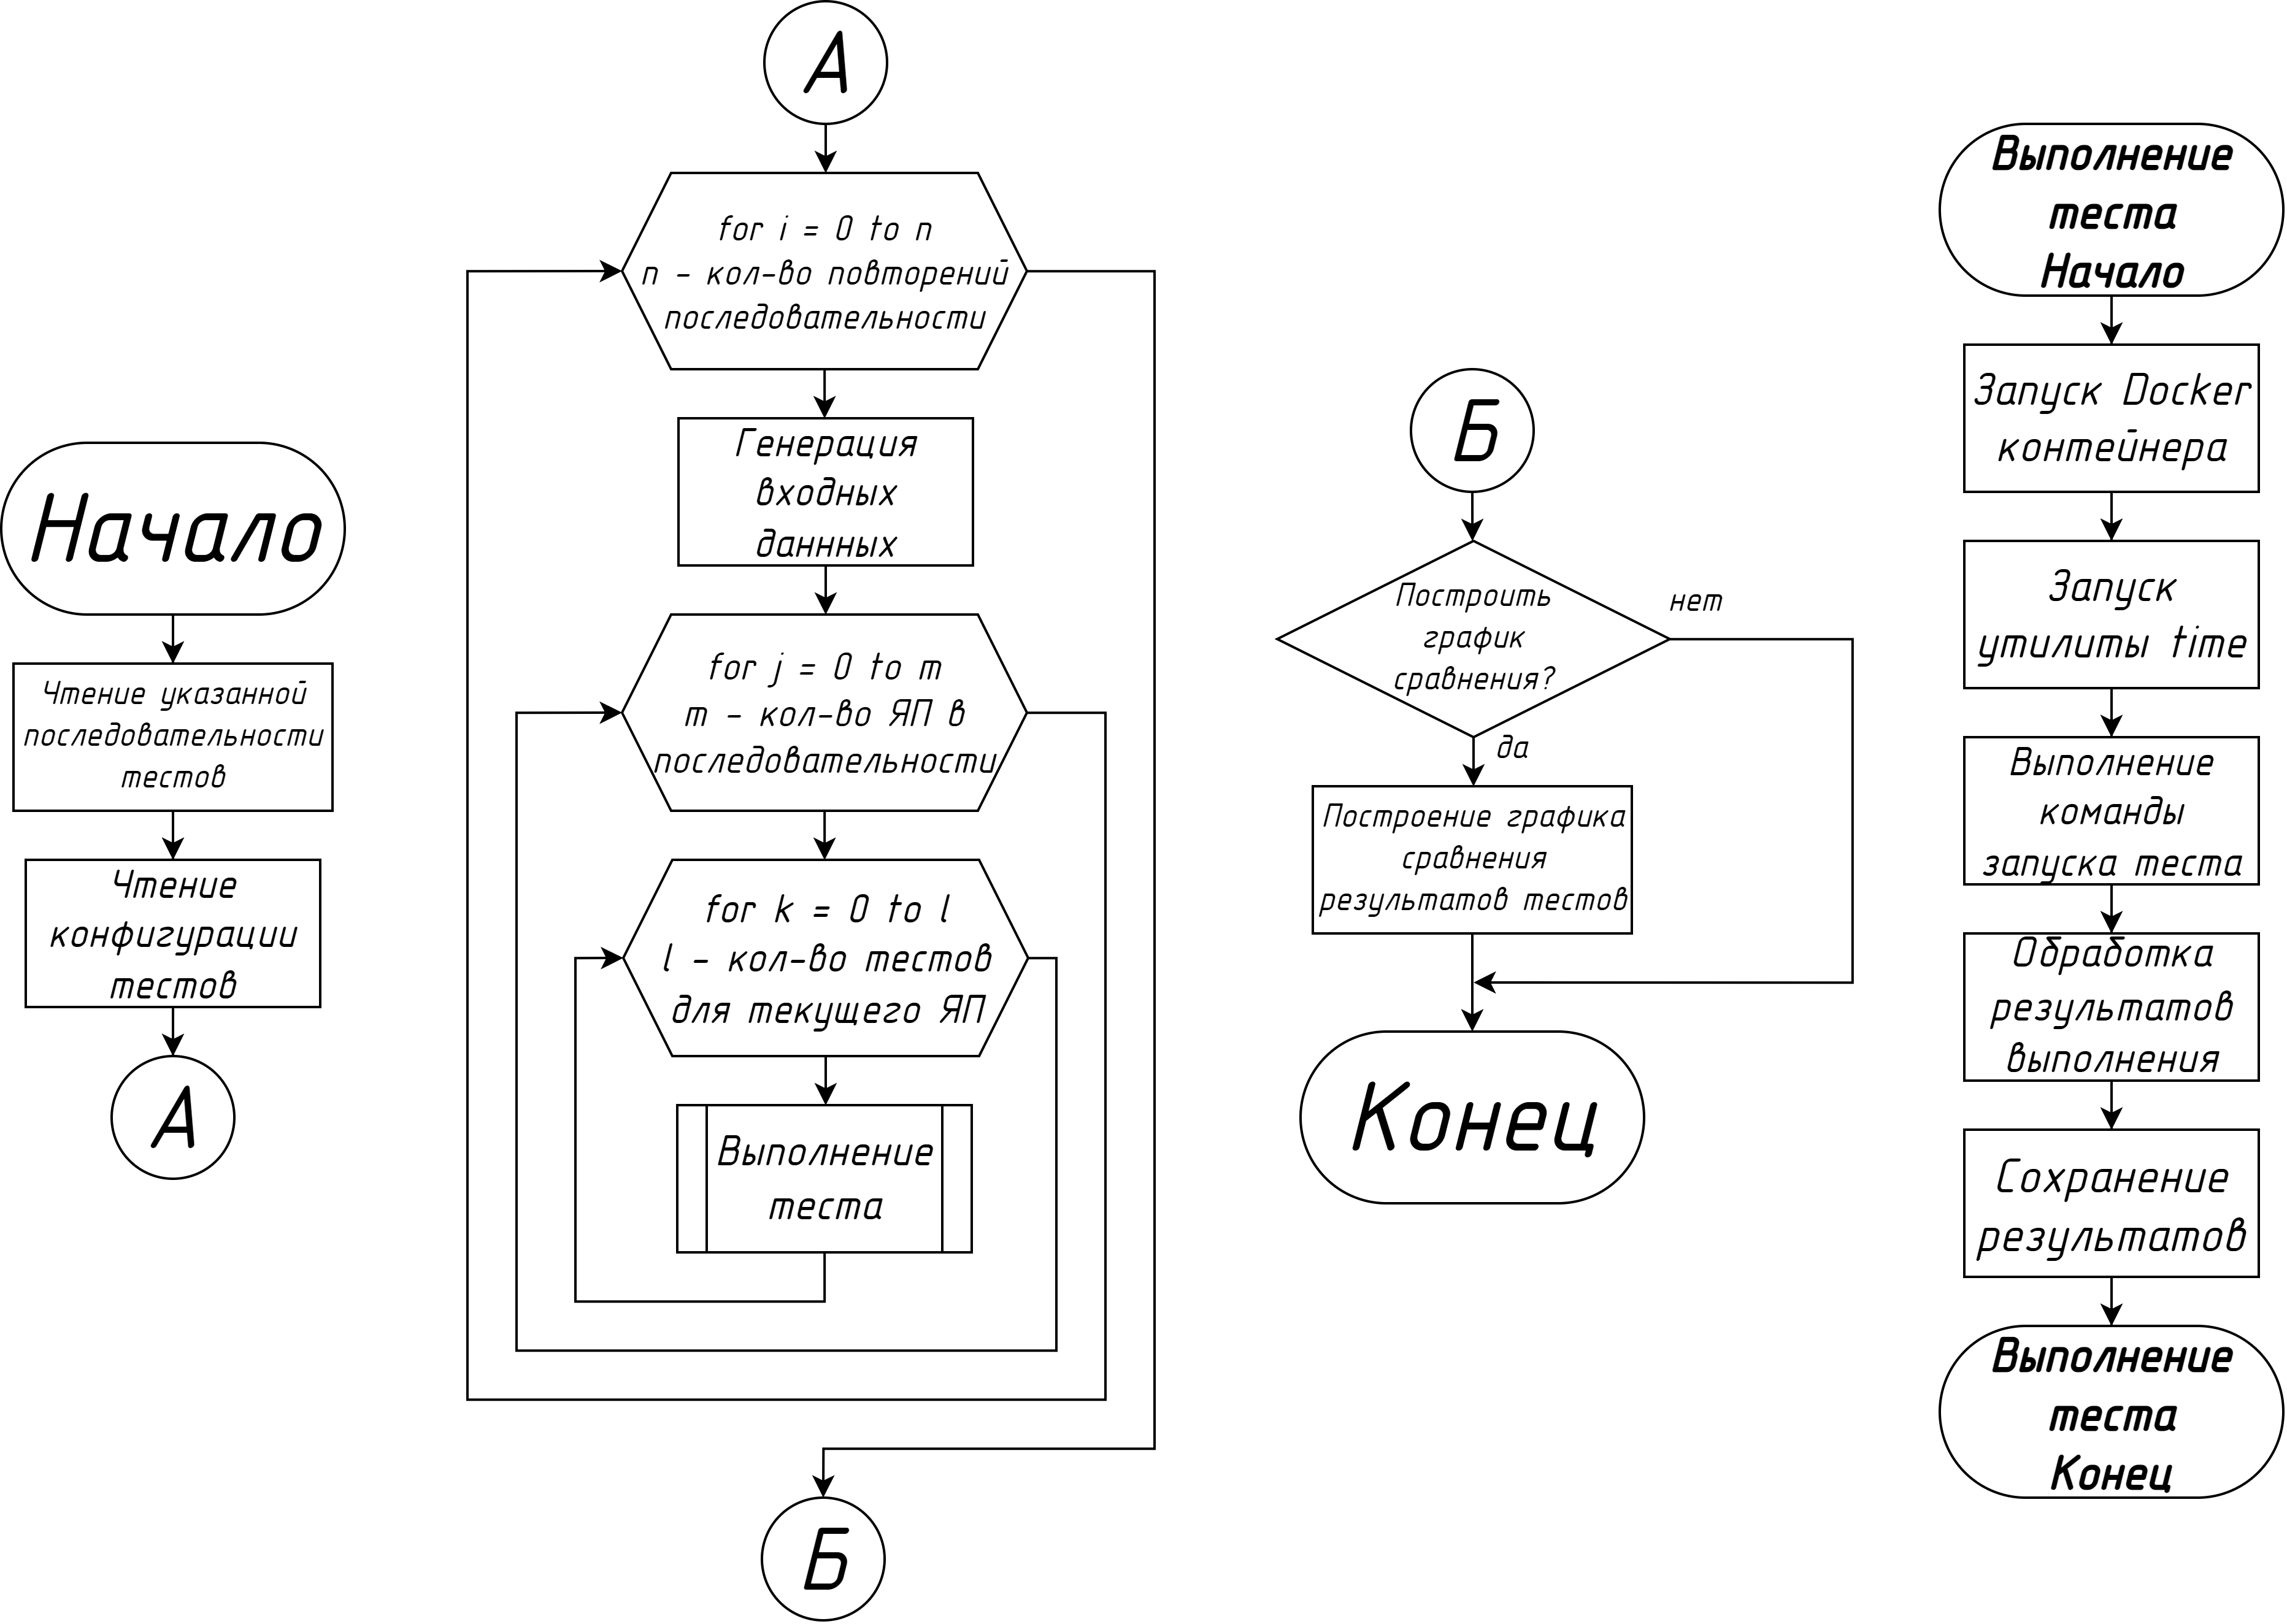 Начало
Чтение указанной
последовательности
тестов
Чтение
конфигурации
тестов
А
А
for i = 0 to n
n - кол-во повторений
последовательности
Генерация
входных
даннных
for j = 0 to m
m - кол-во ЯП в
последовательности
for k = 0 to l
l - кол-во тестов
для текущего ЯП
Выполнение
теста
Б
Б
Построить
график
сравнения?
нет
да
Построение графика
сравнения
результатов тестов
Конец
Выполнение
теста
Начало
Запуск Docker
контейнера
Запуск
утилиты time
Выполнение
команды
запуска теста
Обработка
результатов
выполнения
Сохранение
результатов
Выполнение
теста
Конец